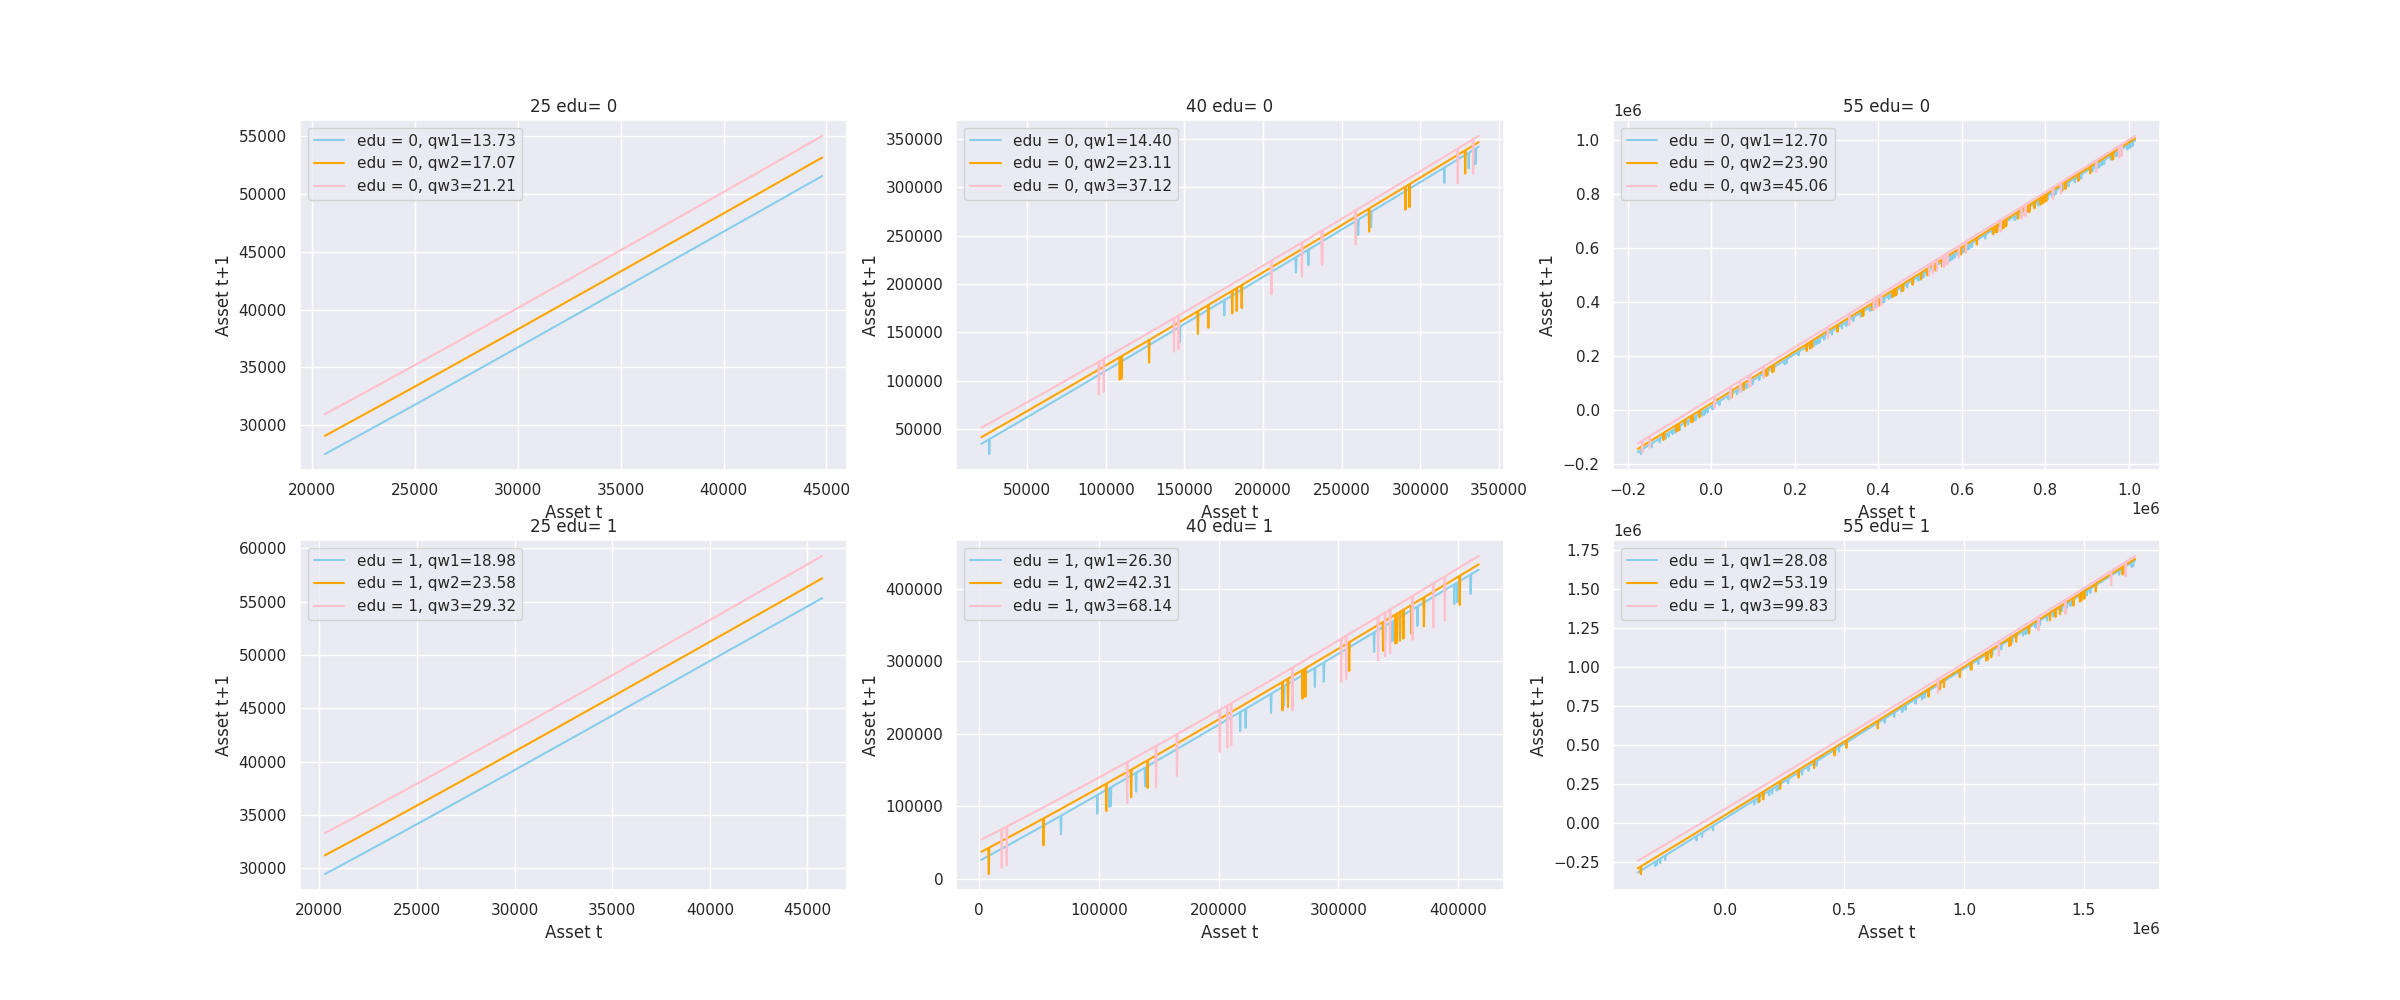 25 edu= 0
edu = 0, qw1=13.73
edu = 0, qw2=17.07
edu = 0, qw3=21.21
55000
50000
45000
40000
35000
30000
Asset t+1
20000 25000 30000 35000 40000 45000
Asset t
40 edu= 0
edu = 0, qw1=14.40
edu = 0, qw2=23.11
edu = 0, qw3=37.12
350000
300000
250000
200000
150000
100000
50000
Asset t+1
50000 100000 150000 200000 250000 300000 350000
Asset t
55 edu= 0
1e6
edu = 0, qw1=12.70
edu = 0, qw2=23.90
edu = 0, qw3=45.06
1.0
0.8
0.6
0.4
0.2
0.0
−0.2
Asset t+1
−0.2 0.0 0.2 0.4 0.6 0.8 1.0
1e6
Asset t
25 edu= 1
edu = 1, qw1=18.98
edu = 1, qw2=23.58
edu = 1, qw3=29.32
60000
55000
50000
45000
40000
35000
30000
Asset t+1
20000 25000 30000 35000 40000 45000
Asset t
40 edu= 1
edu = 1, qw1=26.30
edu = 1, qw2=42.31
edu = 1, qw3=68.14
400000
300000
200000
100000
0
Asset t+1
0 100000 200000 300000 400000
Asset t
55 edu= 1
1e6
edu = 1, qw1=28.08
edu = 1, qw2=53.19
edu = 1, qw3=99.83
1.75
1.50
1.25
1.00
0.75
0.50
0.25
0.00
−0.25
Asset t+1
0.0 0.5 1.0 1.5
1e6
Asset t